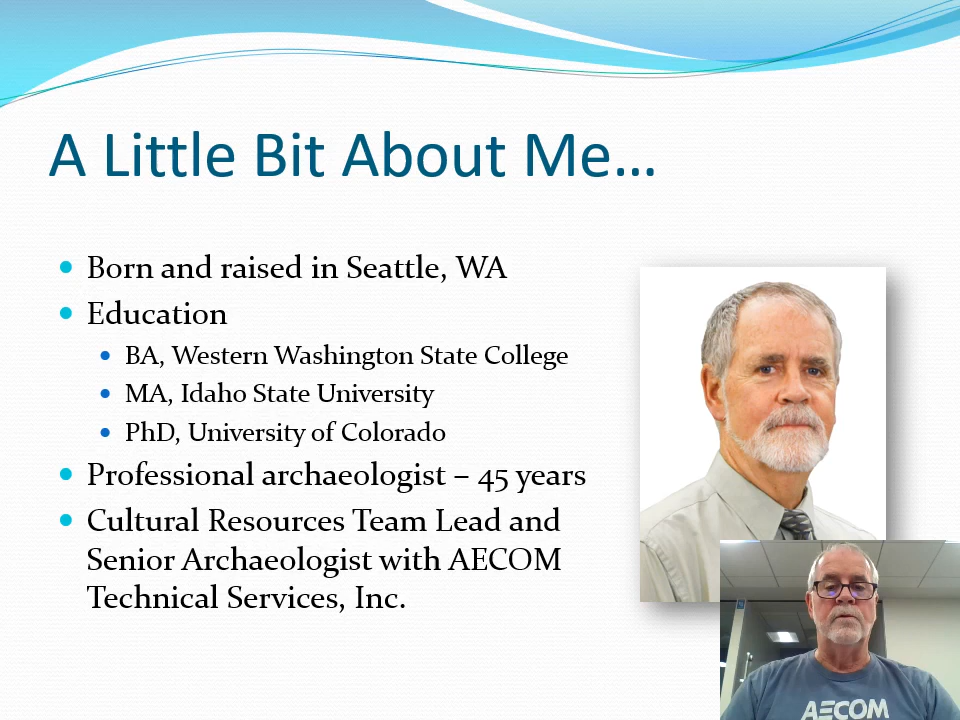 A Little Bit About Me…
Born and raised in Seattle, WA
Education
BA, Western Washington State College
MA, Idaho State University
PhD, University of Colorado
Professional archaeologist – 45 years
Cultural Resources Team Lead and
Senior Archaeologist with AECOM
Technical Services, Inc.
AECOM